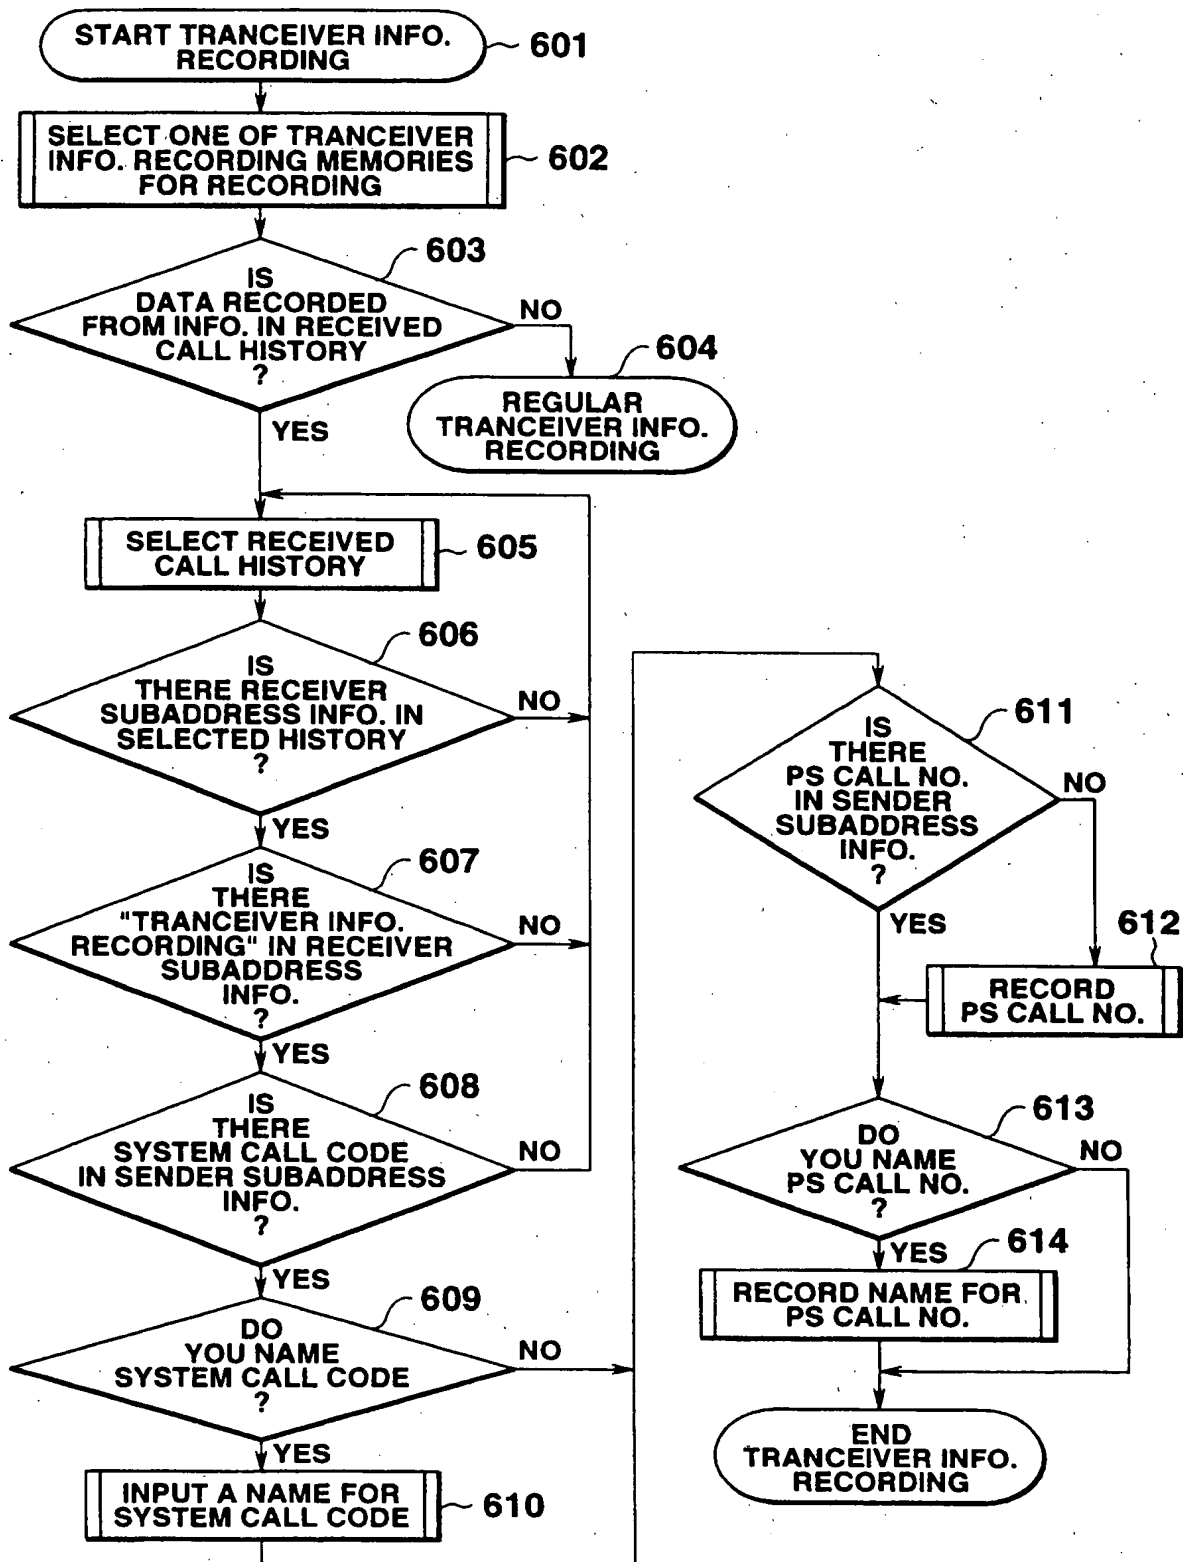 START TRANCEIVER INFO.
RECORDING
601
SELECT ONE OF TRANCEIVER
INFO. RECORDING MEMORIES
FOR RECORDING
602
603
IS
DATA RECORDED
FROM INFO. IN RECEIVED
CALL HISTORY
?
NO
YES
604
REGULAR
TRANCEIVER INFO.
RECORDING
SELECT RECEIVED
CALL HISTORY
605
606
IS
THERE RECEIVER
SUBADDRESS INFO. IN
SELECTED HISTORY
?
NO
YES
607
IS
THERE
"TRANCEIVER INFO.
RECORDING" IN RECEIVER
SUBADDRESS
INFO.
?
NO
YES
608
IS
THERE
SYSTEM CALL CODE
IN SENDER SUBADDRESS
INFO.
?
NO
YES
609
DO
YOU NAME
SYSTEM CALL CODE
?
NO
YES
INPUT A NAME FOR
SYSTEM CALL CODE
610
611
IS
THERE
PS CALL NO.
IN SENDER
SUBADDRESS
INFO.
?
NO
YES
612
RECORD
PS CALL NO.
613
DO
YOU NAME
PS CALL NO.
?
NO
YES
614
RECORD NAME FOR
PS CALL NO.
END
TRANCEIVER INFO.
RECORDING